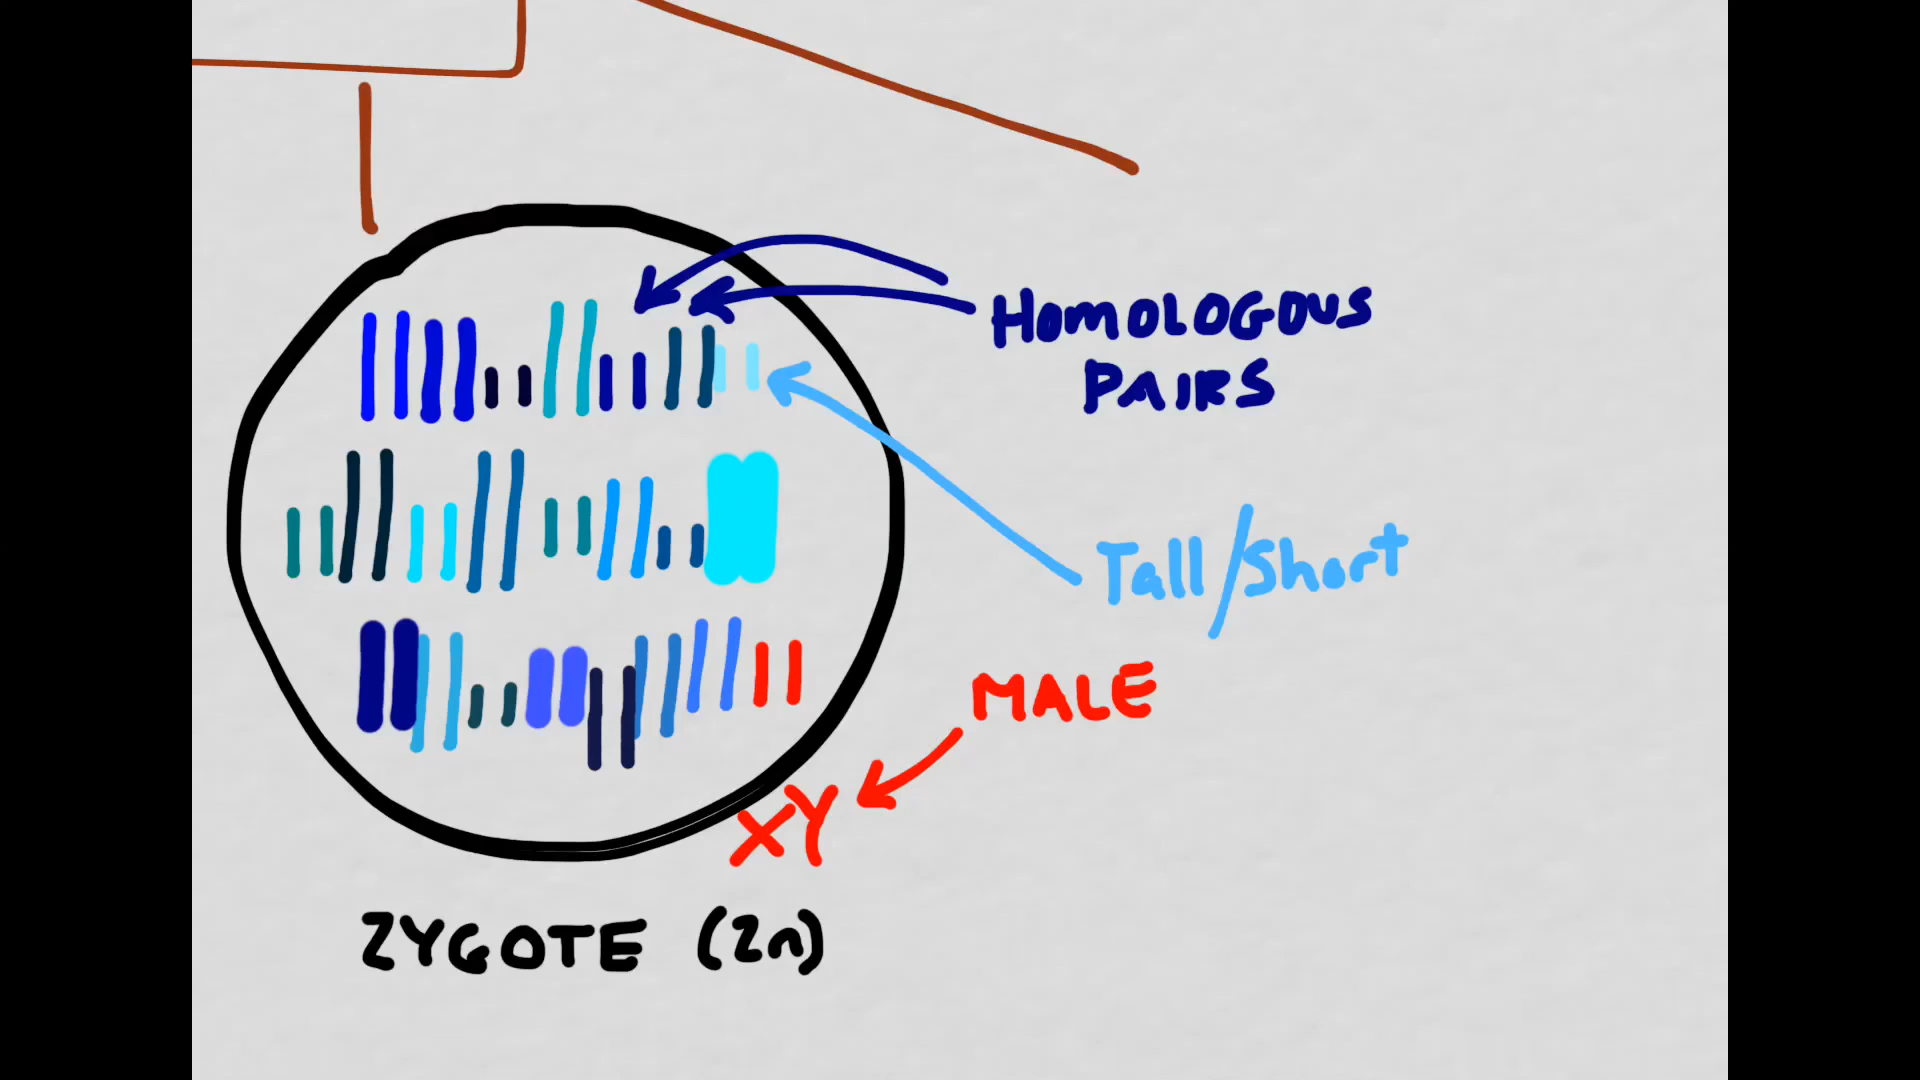 HOMOLOGOUS
PAIRS
Tall/Short
MALE
XY
ZYGOTE (2n)